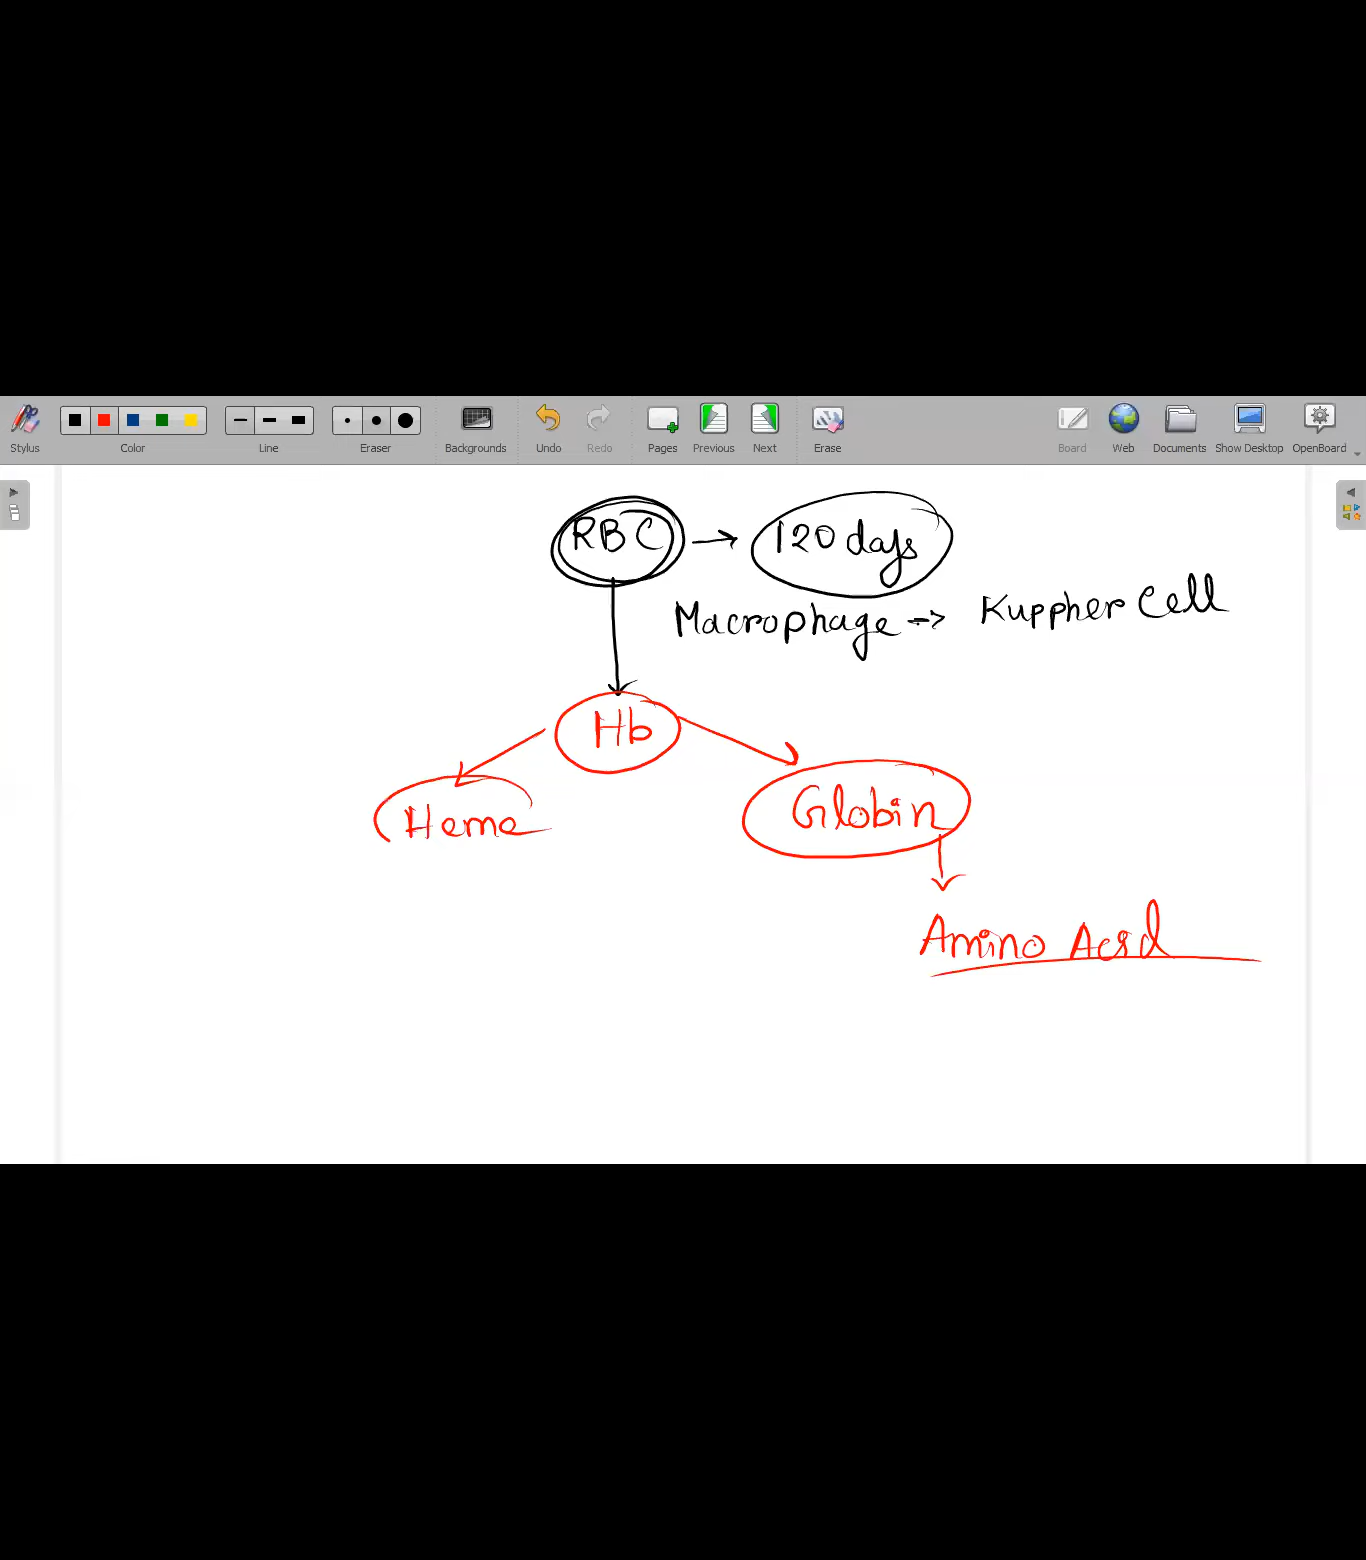 Stylus Color Line Eraser Backgrounds Undo Redo Pages Previous Next Erase Board Web Documents Show Desktop OpenBoard
RBC → 120 days
Macrophage → Kuppher Cell
Hb
Heme Globin
Amino Acid